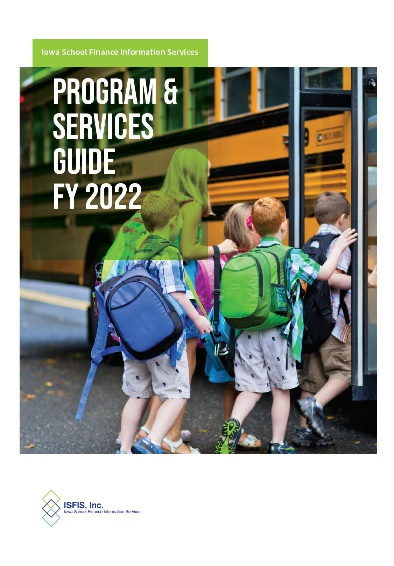 Iowa School Finance Information Services
PROGRAM &
SERVICES
GUIDE
FY 2022
ISFIS, Inc.
Iowa School Finance Information Services